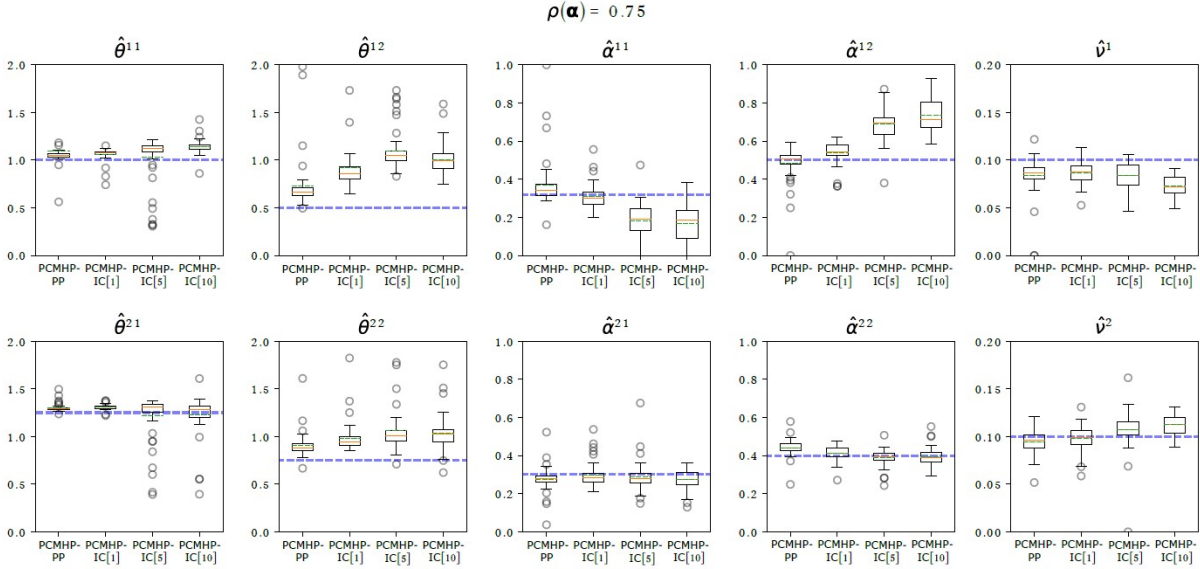 ρ(α) = 0.75
θ̂¹¹ θ̂¹² α̂¹¹ α̂¹² ν̂¹
2.0 2.0 1.0 1.0 0.20
1.5 1.5 0.8 0.8 0.15
1.0 1.0 0.6 0.6 0.10
0.5 0.5 0.4 0.4 0.05
0.0 0.0 0.2 0.2 0.00
0.0 0.0
PCMHP- PCMHP- PCMHP- PCMHP- PCMHP- PCMHP- PCMHP- PCMHP- PCMHP- PCMHP- PCMHP- PCMHP- PCMHP- PCMHP- PCMHP- PCMHP- PCMHP- PCMHP- PCMHP- PCMHP-
PP IC[1] IC[5] IC[10] PP IC[1] IC[5] IC[10] PP IC[1] IC[5] IC[10] PP IC[1] IC[5] IC[10] PP IC[1] IC[5] IC[10]
θ̂²¹ θ̂²² α̂²¹ α̂²² ν̂²
2.0 2.0 1.0 1.0 0.20
1.5 1.5 0.8 0.8 0.15
1.0 1.0 0.6 0.6 0.10
0.5 0.5 0.4 0.4 0.05
0.0 0.0 0.2 0.2 0.00
0.0 0.0
PCMHP- PCMHP- PCMHP- PCMHP- PCMHP- PCMHP- PCMHP- PCMHP- PCMHP- PCMHP- PCMHP- PCMHP- PCMHP- PCMHP- PCMHP- PCMHP- PCMHP- PCMHP- PCMHP- PCMHP-
PP IC[1] IC[5] IC[10] PP IC[1] IC[5] IC[10] PP IC[1] IC[5] IC[10] PP IC[1] IC[5] IC[10] PP IC[1] IC[5] IC[10]